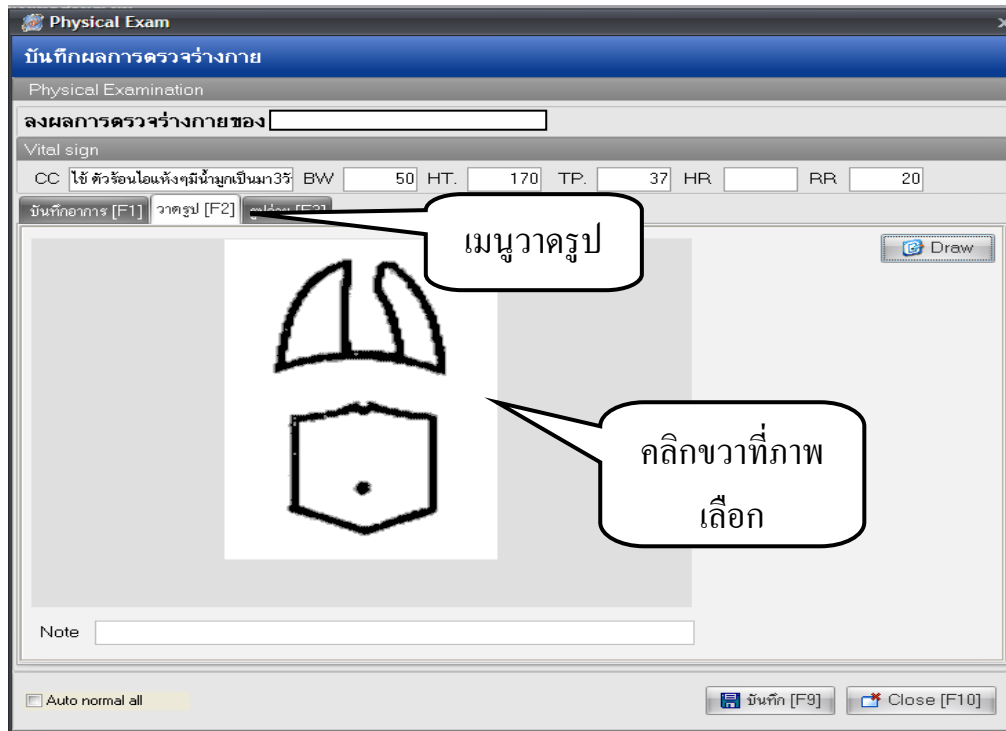 Physical Exam
บันทึกผลการตรวจร่างกาย
Physical Examination
ลงผลการตรวจร่างกายของ
Vital sign
CC ไข้ ตัวร้อนไอแห้งๆมีน้ำมูกเป็นมา3วั BW 50 HT. 170 TP. 37 HR RR 20
บันทึกอาการ [F1] วาดรูป [F2]
เมนูวาดรูป
Draw
คลิกขวาที่ภาพ
เลือก
Note
Auto normal all บันทึก [F9] Close [F10]